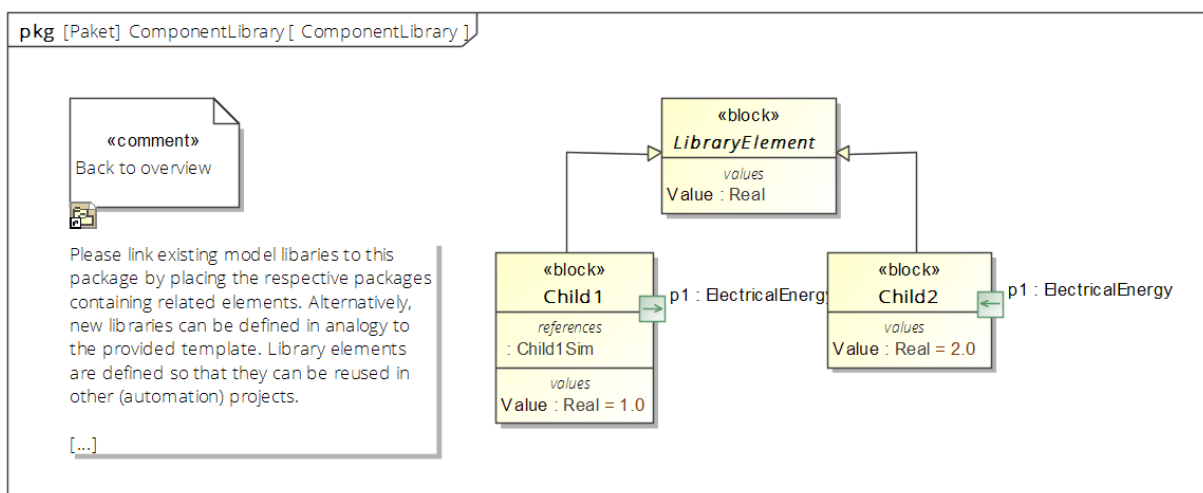 pkg [Paket] ComponentLibrary [ ComponentLibrary ]
«comment»
Back to overview
Please link existing model libaries to this
package by placing the respective packages
containing related elements. Alternatively,
new libraries can be defined in analogy to
the provided template. Library elements
are defined so that they can be reused in
other (automation) projects.
[...]
«block»
LibraryElement
values
Value : Real
«block»
Child1
references
: Child1Sim
values
Value : Real = 1.0
p1 : ElectricalEnergy
«block»
Child2
values
Value : Real = 2.0
p1 : ElectricalEnergy